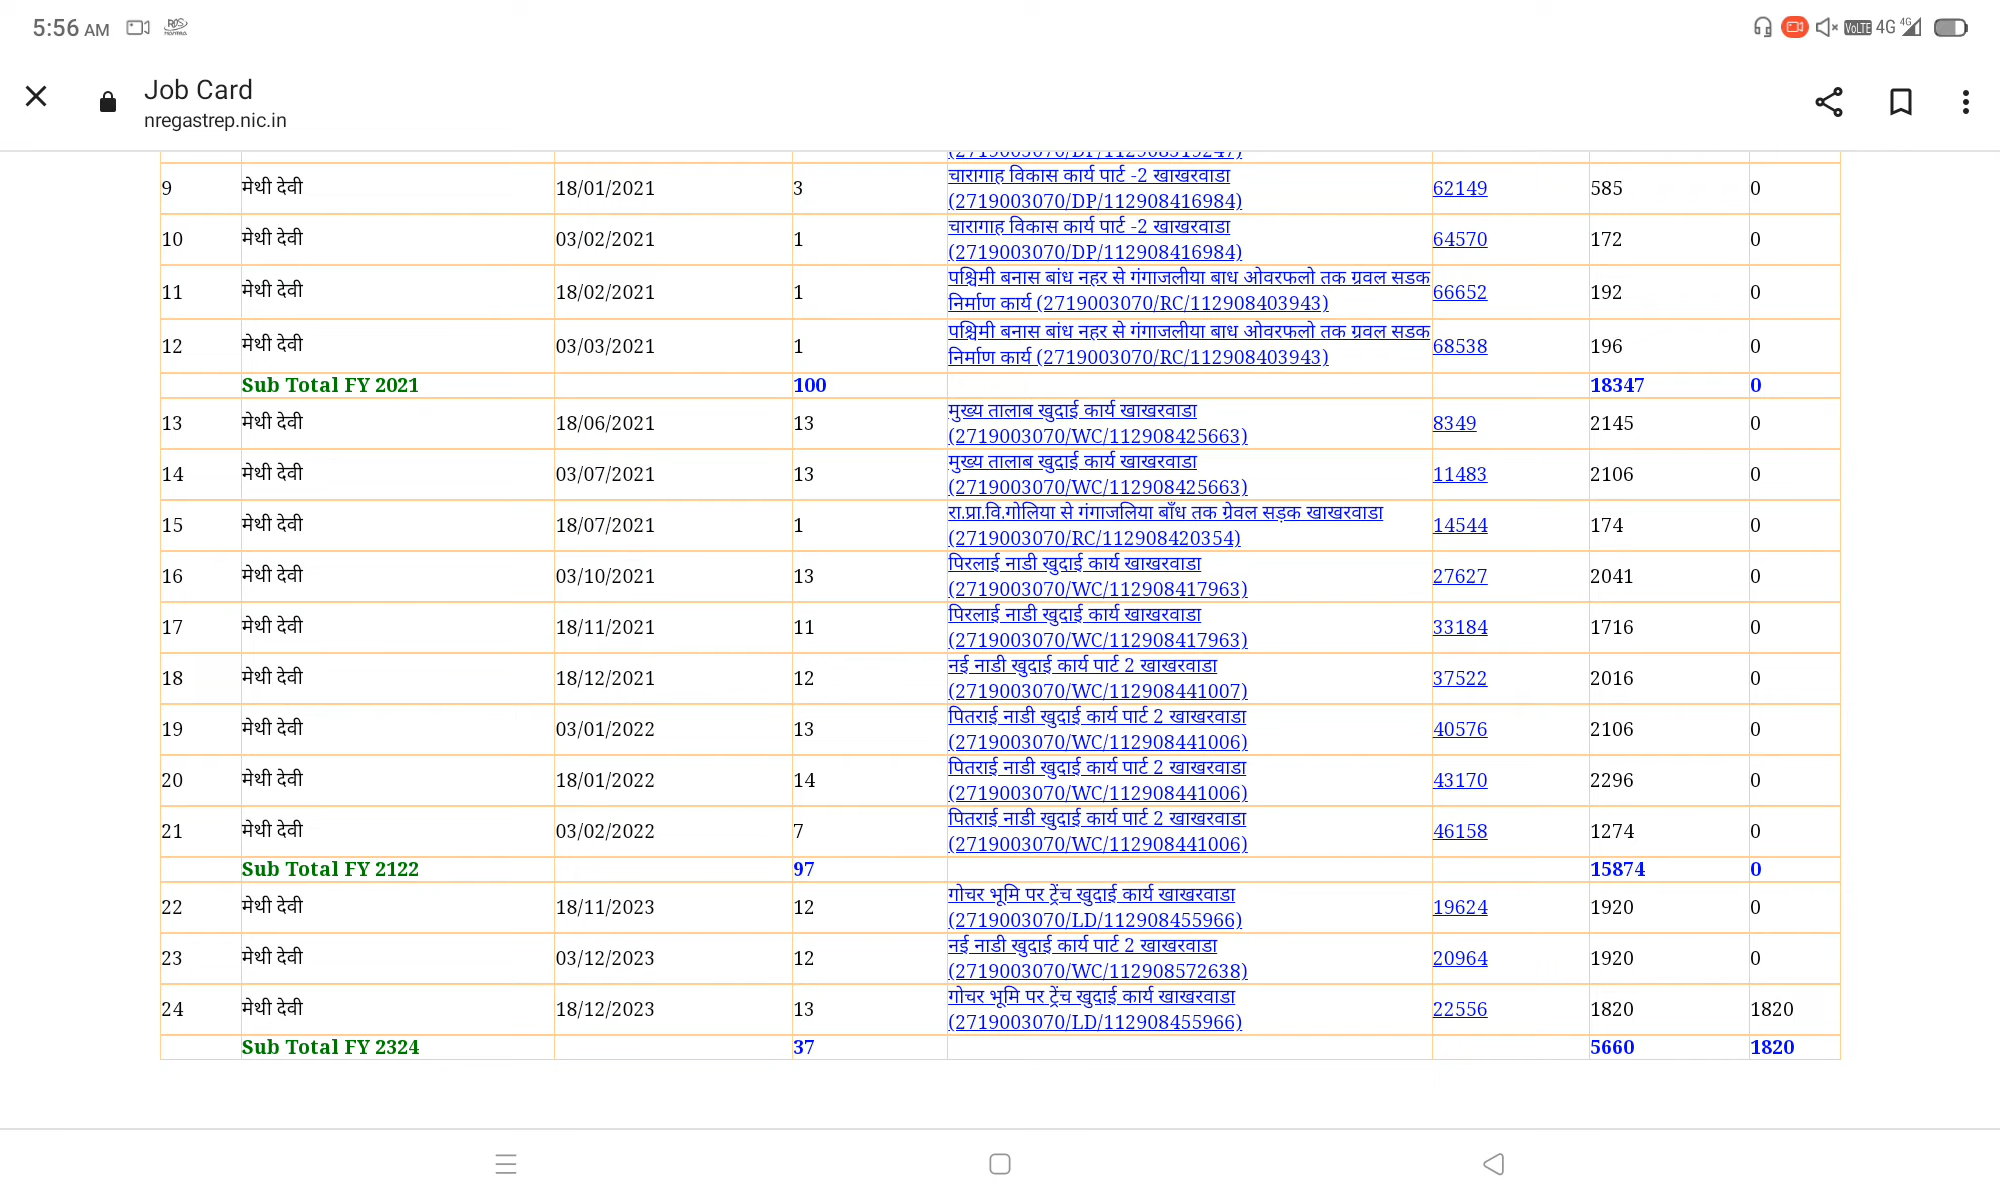 5:56 AM
VoLTE 4G 4G
Job Card
nregastrep.nic.in
9 मेथी देवी 18/01/2021 3 चारागाह विकास कार्य पार्ट -2 खाखरवाडा 62149 585 0
(2719003070/DP/112908416984)
10 मेथी देवी 03/02/2021 1 चारागाह विकास कार्य पार्ट -2 खाखरवाडा 64570 172 0
(2719003070/DP/112908416984)
11 मेथी देवी 18/02/2021 1 पश्चिमी बनास बांध नहर से गंगाजलीया बाध ओवरफलो तक ग्रवल सडक 66652 192 0
निर्माण कार्य (2719003070/RC/112908403943)
12 मेथी देवी 03/03/2021 1 पश्चिमी बनास बांध नहर से गंगाजलीया बाध ओवरफलो तक ग्रवल सडक 68538 196 0
निर्माण कार्य (2719003070/RC/112908403943)
Sub Total FY 2021 100 18347 0
13 मेथी देवी 18/06/2021 13 मुख्य तालाब खुदाई कार्य खाखरवाडा 8349 2145 0
(2719003070/WC/112908425663)
14 मेथी देवी 03/07/2021 13 मुख्य तालाब खुदाई कार्य खाखरवाडा 11483 2106 0
(2719003070/WC/112908425663)
15 मेथी देवी 18/07/2021 1 रा.प्रा.वि.गोलिया से गंगाजलिया बाँध तक ग्रेवल सड़क खाखरवाडा 14544 174 0
(2719003070/RC/112908420354)
16 मेथी देवी 03/10/2021 13 पिरलाई नाडी खुदाई कार्य खाखरवाडा 27627 2041 0
(2719003070/WC/112908417963)
17 मेथी देवी 18/11/2021 11 पिरलाई नाडी खुदाई कार्य खाखरवाडा 33184 1716 0
(2719003070/WC/112908417963)
18 मेथी देवी 18/12/2021 12 नई नाडी खुदाई कार्य पार्ट 2 खाखरवाडा 37522 2016 0
(2719003070/WC/112908441007)
19 मेथी देवी 03/01/2022 13 पितराई नाडी खुदाई कार्य पार्ट 2 खाखरवाडा 40576 2106 0
(2719003070/WC/112908441006)
20 मेथी देवी 18/01/2022 14 पितराई नाडी खुदाई कार्य पार्ट 2 खाखरवाडा 43170 2296 0
(2719003070/WC/112908441006)
21 मेथी देवी 03/02/2022 7 पितराई नाडी खुदाई कार्य पार्ट 2 खाखरवाडा 46158 1274 0
(2719003070/WC/112908441006)
Sub Total FY 2122 97 15874 0
22 मेथी देवी 18/11/2023 12 गोचर भूमि पर ट्रेंच खुदाई कार्य खाखरवाडा 19624 1920 0
(2719003070/LD/112908455966)
23 मेथी देवी 03/12/2023 12 नई नाडी खुदाई कार्य पार्ट 2 खाखरवाडा 20964 1920 0
(2719003070/WC/112908572638)
24 मेथी देवी 18/12/2023 13 गोचर भूमि पर ट्रेंच खुदाई कार्य खाखरवाडा 22556 1820 1820
(2719003070/LD/112908455966)
Sub Total FY 2324 37 5660 1820